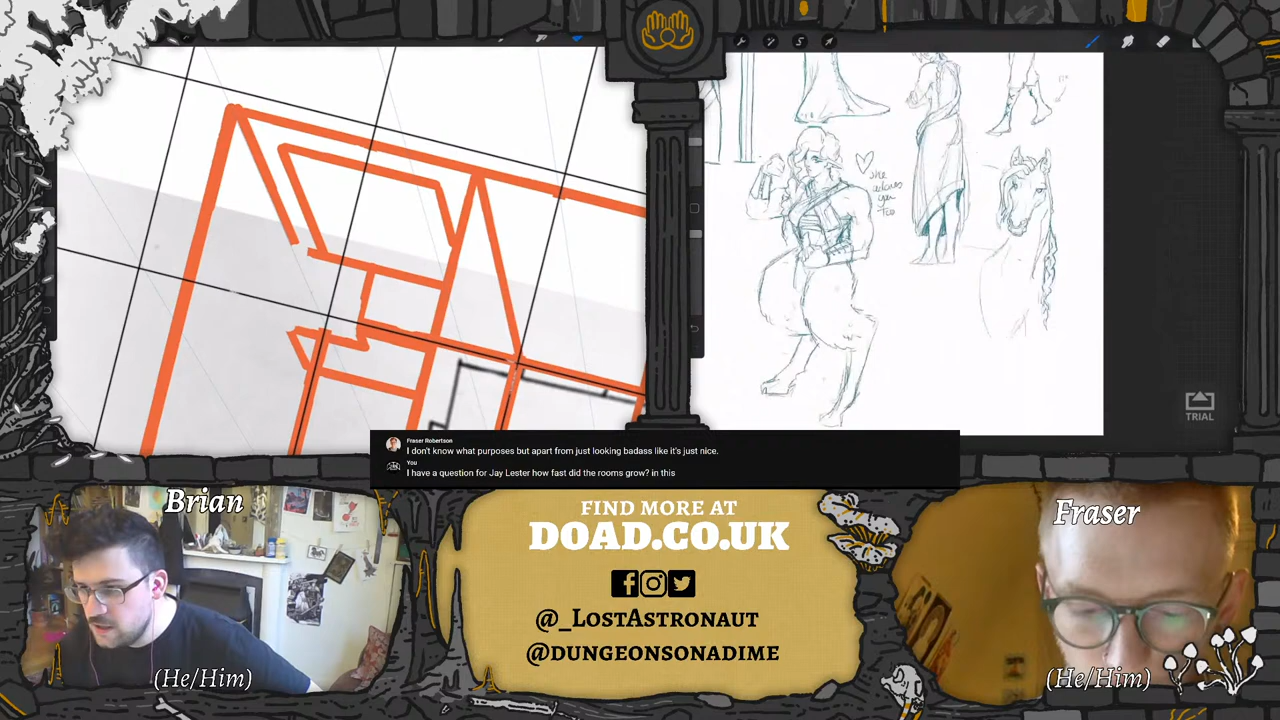 she
adores
you
too
TRIAL
Fraser Robertson
I don't know what purposes but apart from just looking badass like it's just nice.
You
I have a question for Jay Lester how fast did the rooms grow? in this
Brian
(He/Him)
FIND MORE AT
DOAD.CO.UK
@_LostAstronaut
@dungeonsonadime
Fraser
(He/Him)